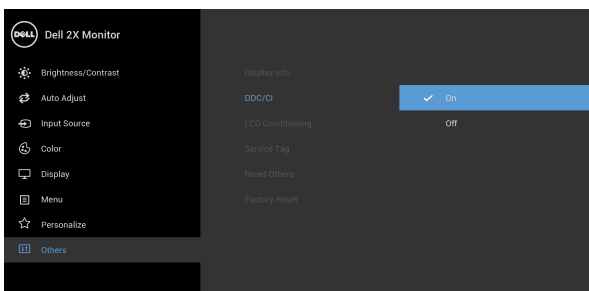 DELL Dell 2X Monitor
Brightness/Contrast
Auto Adjust
Input Source
Color
Display
Menu
Personalize
Others
Display Info
DDC/CI
LCD Conditioning
Service Tag
Reset Others
Factory Reset
On
Off